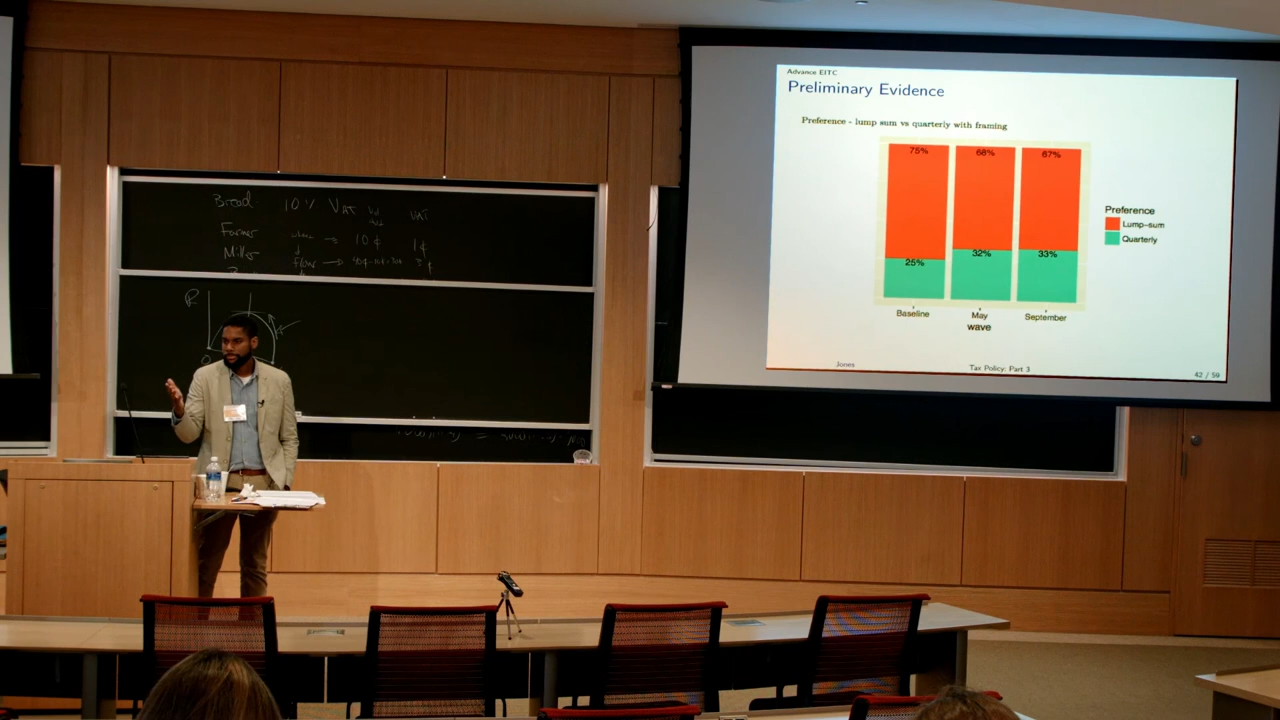 Advance EITC
Preliminary Evidence
Preference - lump sum vs quarterly with framing
75% 68% 67%
25% 32% 33%
Baseline May September
wave
Preference
Lump-sum
Quarterly
Jones Tax Policy: Part 3 42 / 59
Bread 10% VAT VAT
Farmer 10¢ 1¢
Miller
R